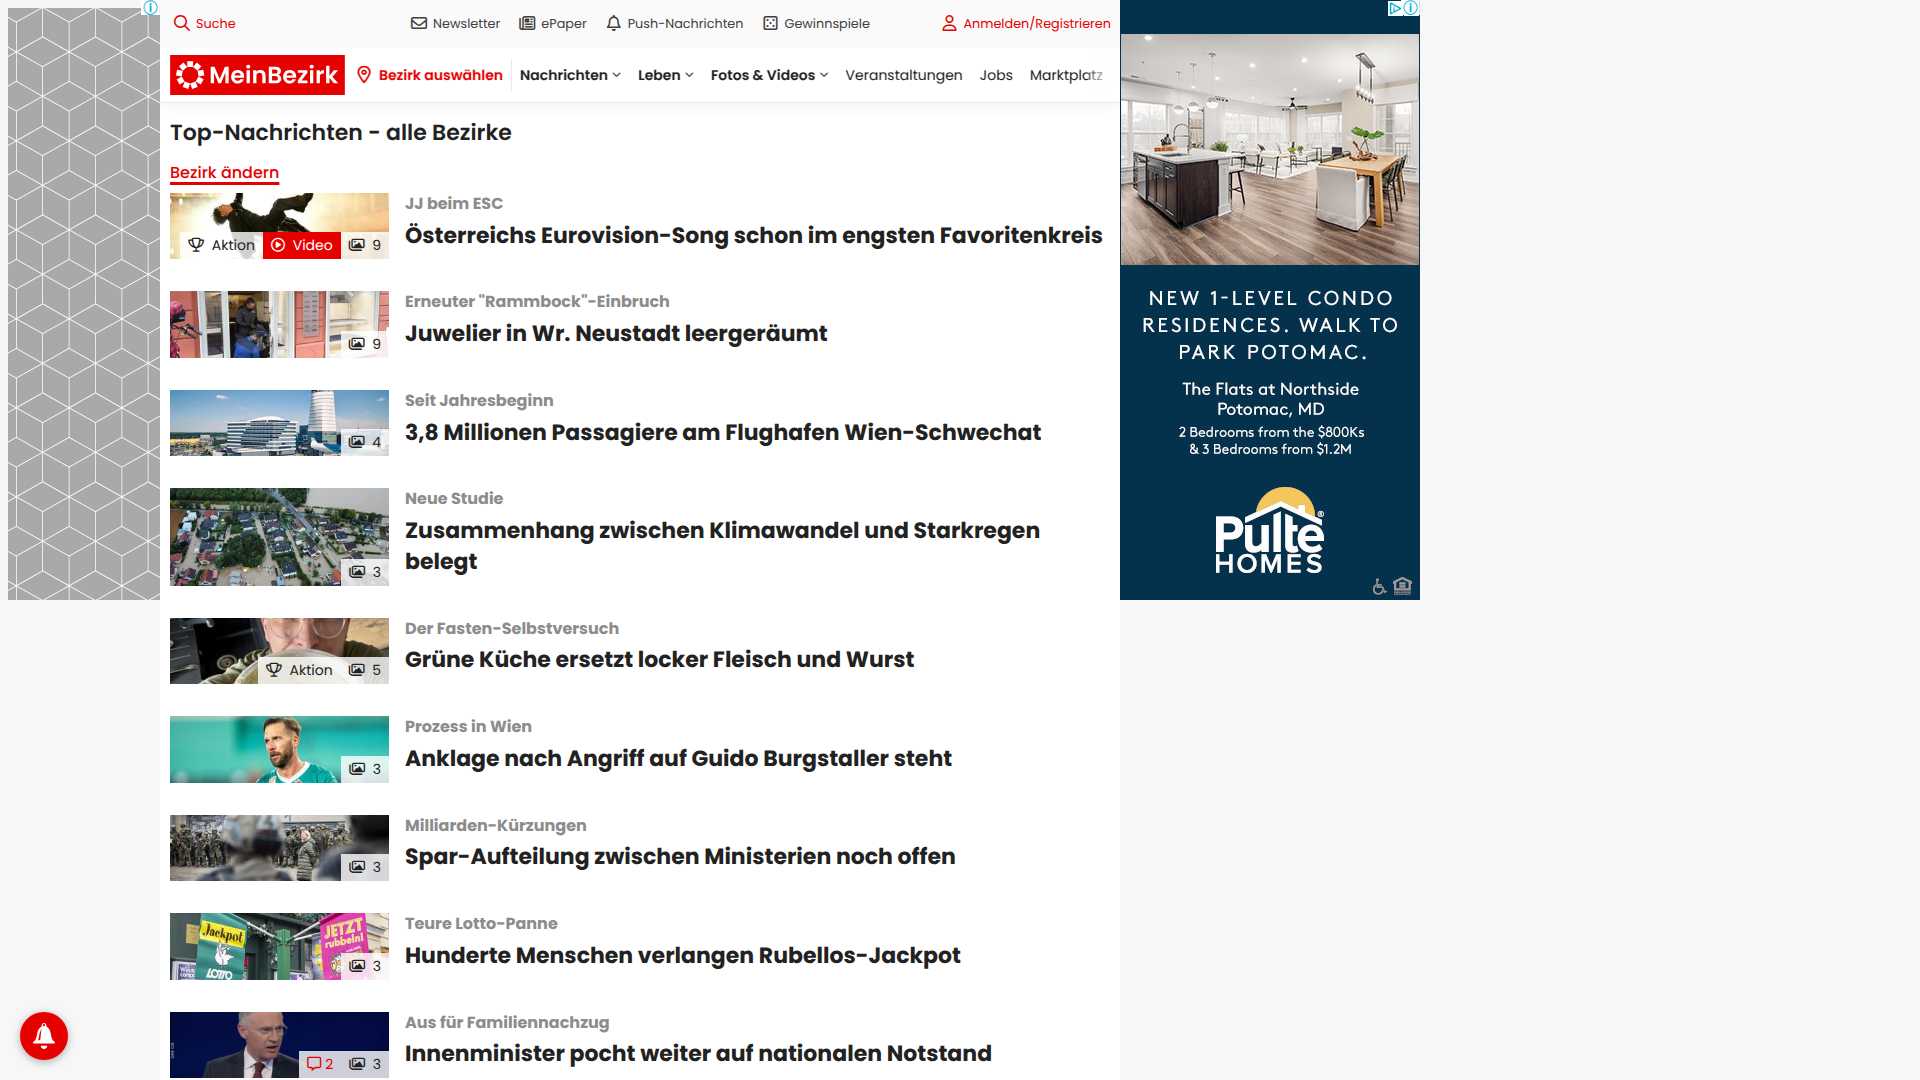 Suche
Newsletter
ePaper
Push-Nachrichten
Gewinnspiele
Anmelden/Registrieren
MeinBezirk
Bezirk auswählen
Nachrichten
Leben
Fotos & Videos
Veranstaltungen
Jobs
Marktplatz
Top-Nachrichten - alle Bezirke
Bezirk ändern
Aktion
Video
9
JJ beim ESC
Österreichs Eurovision-Song schon im engsten Favoritenkreis
9
Erneuter "Rammbock"-Einbruch
Juwelier in Wr. Neustadt leergeräumt
4
Seit Jahresbeginn
3,8 Millionen Passagiere am Flughafen Wien-Schwechat
3
Neue Studie
Zusammenhang zwischen Klimawandel und Starkregen
belegt
Aktion
5
Der Fasten-Selbstversuch
Grüne Küche ersetzt locker Fleisch und Wurst
3
Prozess in Wien
Anklage nach Angriff auf Guido Burgstaller steht
3
Milliarden-Kürzungen
Spar-Aufteilung zwischen Ministerien noch offen
Jackpot
LOTTO
JETZT
rubbeln!
3
Teure Lotto-Panne
Hunderte Menschen verlangen Rubellos-Jackpot
2
3
Aus für Familiennachzug
Innenminister pocht weiter auf nationalen Notstand
NEW 1-LEVEL CONDO
RESIDENCES. WALK TO
PARK POTOMAC.
The Flats at Northside
Potomac, MD
2 Bedrooms from the $800Ks
& 3 Bedrooms from $1.2M
Pulte®
HOMES